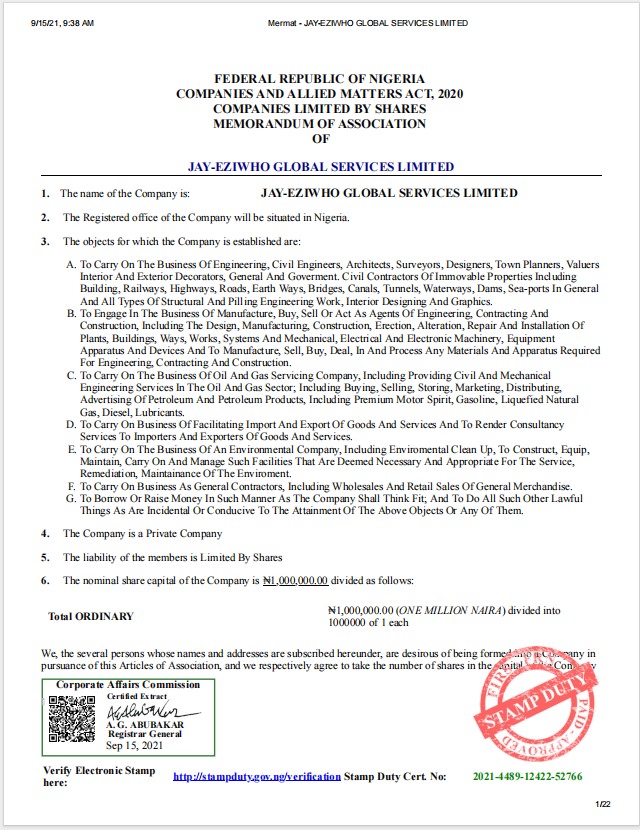 9/15/21, 9:38 AM Mermat - JAY-EZIWHO GLOBAL SERVICES LIMITED
FEDERAL REPUBLIC OF NIGERIA
COMPANIES AND ALLIED MATTERS ACT, 2020
COMPANIES LIMITED BY SHARES
MEMORANDUM OF ASSOCIATION
OF
JAY-EZIWHO GLOBAL SERVICES LIMITED
1. The name of the Company is: JAY-EZIWHO GLOBAL SERVICES LIMITED
2. The Registered office of the Company will be situated in Nigeria.
3. The objects for which the Company is established are:
A. To Carry On The Business Of Engineering, Civil Engineers, Architects, Surveyors, Designers, Town Planners, Valuers
Interior And Exterior Decorators, General And Goverment. Civil Contractors Of Immovable Properties Including
Building, Railways, Highways, Roads, Earth Ways, Bridges, Canals, Tunnels, Waterways, Dams, Sea-ports In General
And All Types Of Structural And Pilling Engineering Work, Interior Designing And Graphics.
B. To Engage In The Business Of Manufacture, Buy, Sell Or Act As Agents Of Engineering, Contracting And
Construction, Including The Design, Manufacturing, Construction, Erection, Alteration, Repair And Installation Of
Plants, Buildings, Ways, Works, Systems And Mechanical, Electrical And Electronic Machinery, Equipment
Apparatus And Devices And To Manufacture, Sell, Buy, Deal, In And Process Any Materials And Apparatus Required
For Engineering, Contracting And Construction.
C. To Carry On The Business Of Oil And Gas Servicing Company, Including Providing Civil And Mechanical
Engineering Services In The Oil And Gas Sector; Including Buying, Selling, Storing, Marketing, Distributing,
Advertising Of Petroleum And Petroleum Products, Including Premium Motor Spirit, Gasoline, Liquefied Natural
Gas, Diesel, Lubricants.
D. To Carry On Business Of Facilitating Import And Export Of Goods And Services And To Render Consultancy
Services To Importers And Exporters Of Goods And Services.
E. To Carry On The Business Of An Environmental Company, Including Enviromental Clean Up, To Construct, Equip,
Maintain, Carry On And Manage Such Facilities That Are Deemed Necessary And Appropriate For The Service,
Remediation, Maintainance Of The Enviroment.
F. To Carry On Business As General Contractors, Including Wholesales And Retail Sales Of General Merchandise.
G. To Borrow Or Raise Money In Such Manner As The Company Shall Think Fit; And To Do All Such Other Lawful
Things As Are Incidental Or Conducive To The Attainment Of The Above Objects Or Any Of Them.
4. The Company is a Private Company
5. The liability of the members is Limited By Shares
6. The nominal share capital of the Company is ₦1,000,000.00 divided as follows:
Total ORDINARY ₦1,000,000.00 (ONE MILLION NAIRA) divided into
1000000 of 1 each
We, the several persons whose names and addresses are subscribed hereunder, are desirous of being formed into a Company in
pursuance of this Articles of Association, and we respectively agree to take the number of shares in the capital of the Company
Corporate Affairs Commission
Certified Extract
A. G. ABUBAKAR
Registrar General
Sep 15, 2021
STAMP DUTY
PAID - APPROVED
Verify Electronic Stamp
here: http://stampduty.gov.ng/verification Stamp Duty Cert. No: 2021-4489-12422-52766
1/22